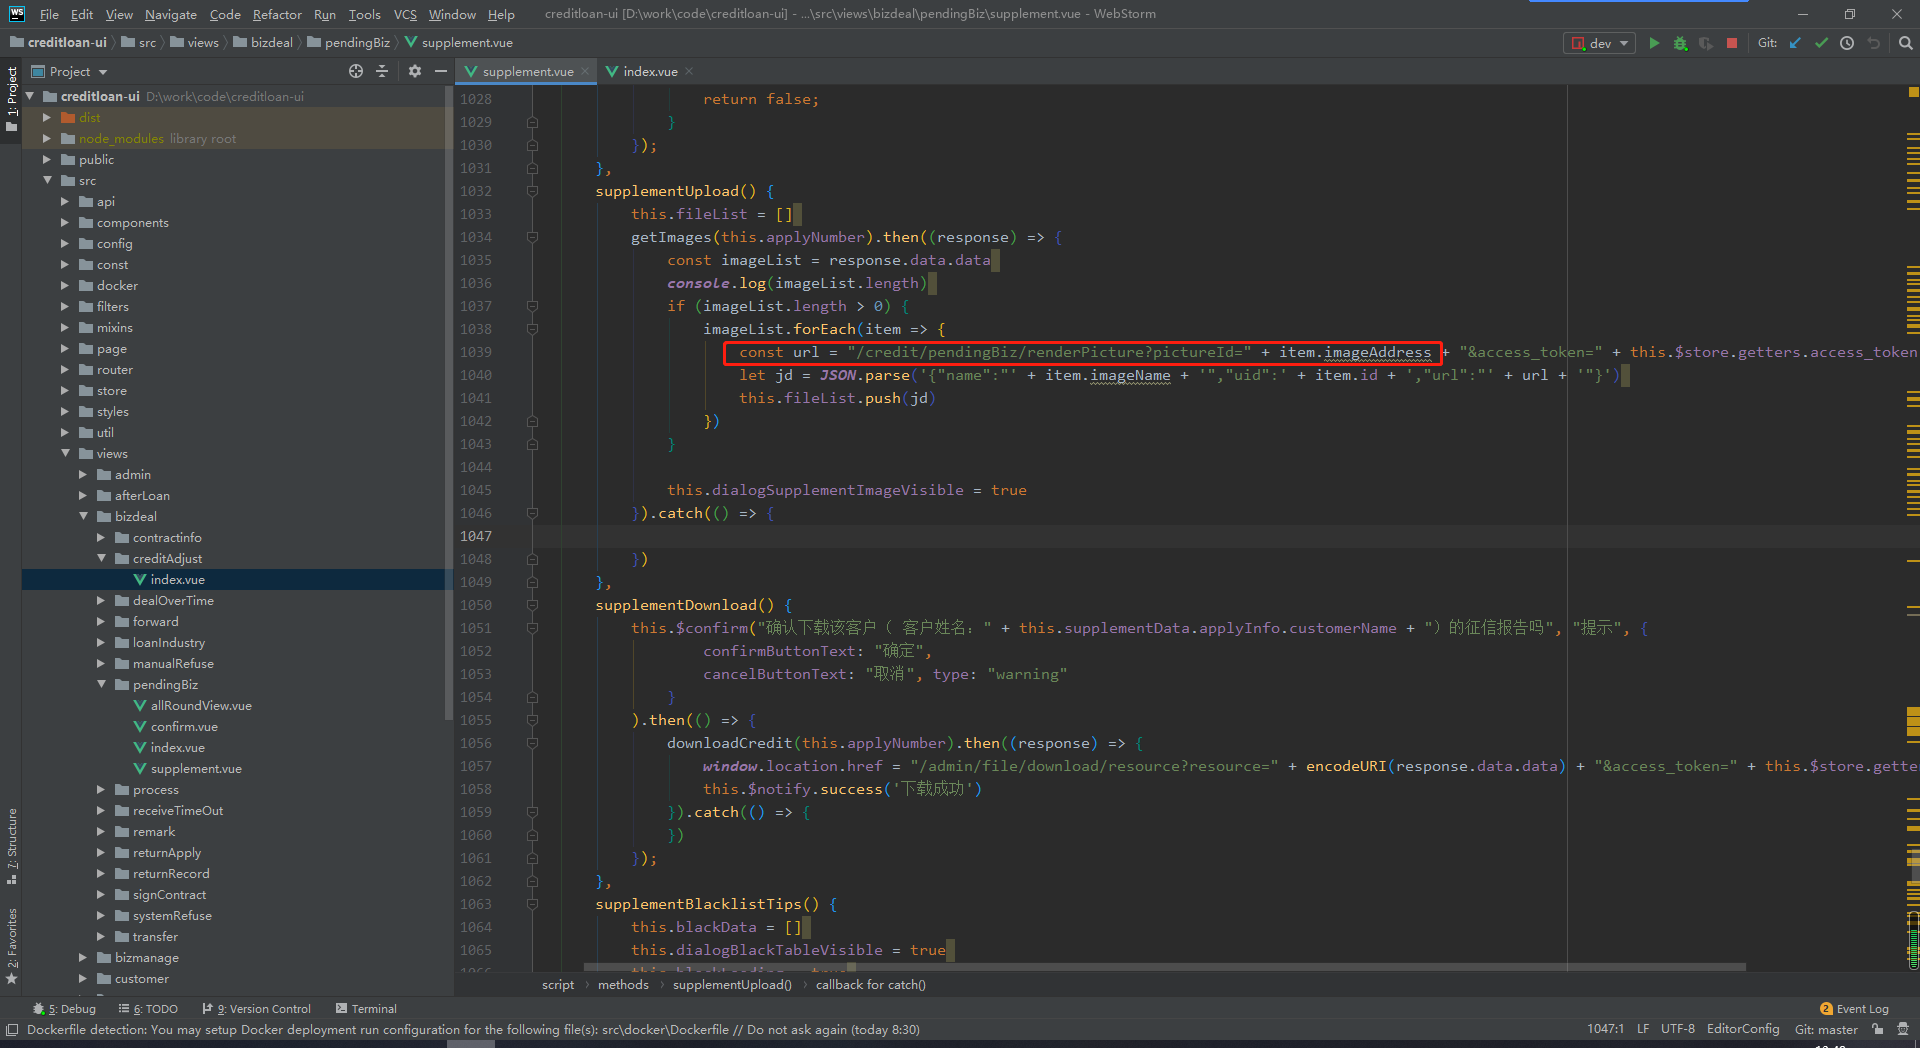 WS File Edit View Navigate Code Refactor Run Tools VCS Window Help creditloan-ui [D:\work\code\creditloan-ui] - ...\src\views\bizdeal\pendingBiz\supplement.vue - WebStorm
creditloan-ui src views bizdeal pendingBiz supplement.vue dev Git:
1: Project
Project
supplement.vue index.vue
creditloan-ui D:\work\code\creditloan-ui
dist
node_modules library root
public
src
api
components
config
const
docker
filters
mixins
page
router
store
styles
util
views
admin
afterLoan
bizdeal
contractinfo
creditAdjust
index.vue
dealOverTime
forward
loanIndustry
manualRefuse
pendingBiz
allRoundView.vue
confirm.vue
index.vue
supplement.vue
process
receiveTimeOut
remark
returnApply
returnRecord
signContract
systemRefuse
transfer
bizmanage
customer
7: Structure
2: Favorites
1028 return false;
1029 }
1030 });
1031 },
1032 supplementUpload() {
1033 this.fileList = []
1034 getImages(this.applyNumber).then((response) => {
1035 const imageList = response.data.data
1036 console.log(imageList.length)
1037 if (imageList.length > 0) {
1038 imageList.forEach(item => {
1039 const url = "/credit/pendingBiz/renderPicture?pictureId=" + item.imageAddress + "&access_token=" + this.$store.getters.access_token
1040 let jd = JSON.parse('{"name":"' + item.imageName + '","uid":' + item.id + ',"url":"' + url + '"}')
1041 this.fileList.push(jd)
1042 })
1043 }
1044
1045 this.dialogSupplementImageVisible = true
1046 }).catch(() => {
1047
1048 })
1049 },
1050 supplementDownload() {
1051 this.$confirm("确认下载该客户（ 客户姓名：" + this.supplementData.applyInfo.customerName + "）的征信报告吗", "提示", {
1052 confirmButtonText: "确定",
1053 cancelButtonText: "取消", type: "warning"
1054 }
1055 ).then(() => {
1056 downloadCredit(this.applyNumber).then((response) => {
1057 window.location.href = "/admin/file/download/resource?resource=" + encodeURI(response.data.data) + "&access_token=" + this.$store.gette
1058 this.$notify.success('下载成功')
1059 }).catch(() => {
1060 })
1061 });
1062 },
1063 supplementBlacklistTips() {
1064 this.blackData = []
1065 this.dialogBlackTableVisible = true
script methods supplementUpload() callback for catch()
5: Debug 6: TODO 9: Version Control Terminal 2 Event Log
Dockerfile detection: You may setup Docker deployment run configuration for the following file(s): src\docker\Dockerfile // Do not ask again (today 8:30) 1047:1 LF UTF-8 EditorConfig Git: master